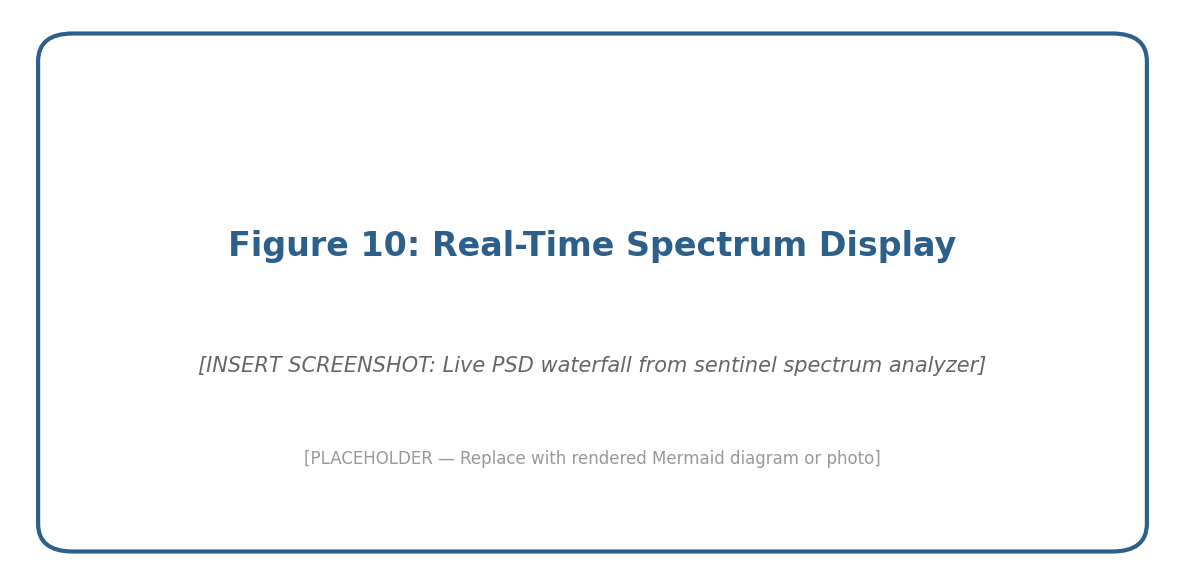 Figure 10: Real-Time Spectrum Display
[INSERT SCREENSHOT: Live PSD waterfall from sentinel spectrum analyzer]
[PLACEHOLDER — Replace with rendered Mermaid diagram or photo]